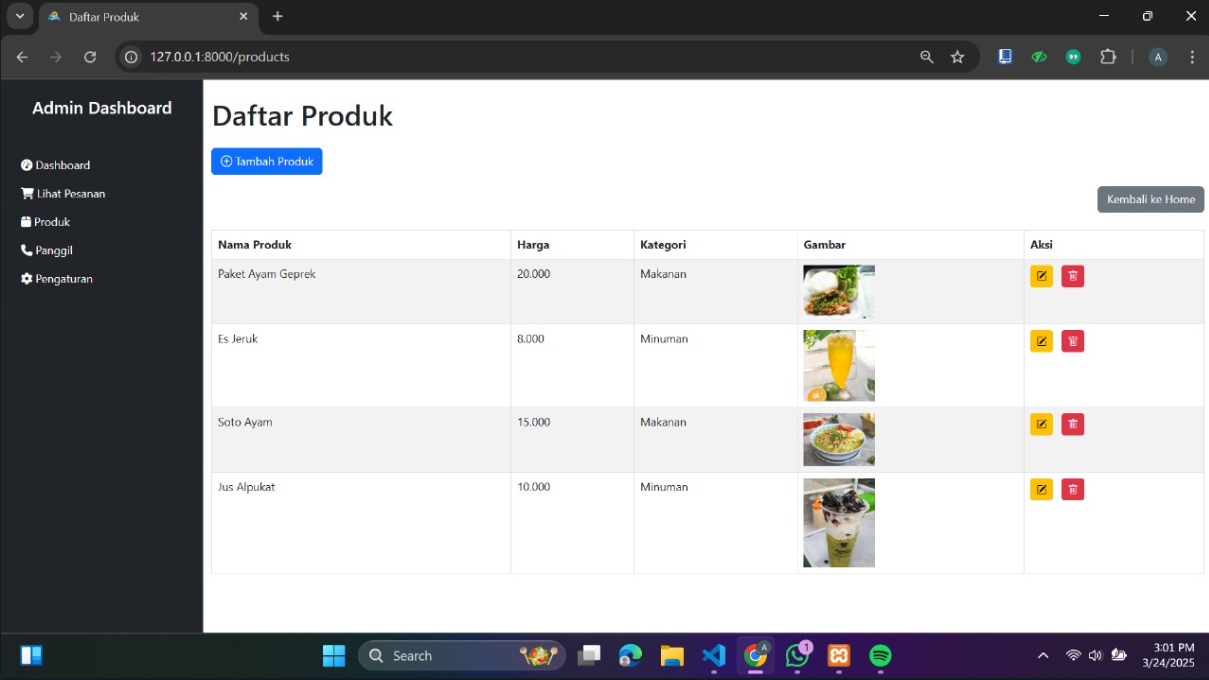 Daftar Produk
127.0.0.1:8000/products
A
Admin Dashboard
Dashboard
Lihat Pesanan
Produk
Panggil
Pengaturan
Daftar Produk
Tambah Produk
Kembali ke Home
Nama Produk Harga Kategori Gambar Aksi
Paket Ayam Geprek 20.000 Makanan
Es Jeruk 8.000 Minuman
Soto Ayam 15.000 Makanan
Jus Alpukat 10.000 Minuman
Search
A
1
3:01 PM
3/24/2025